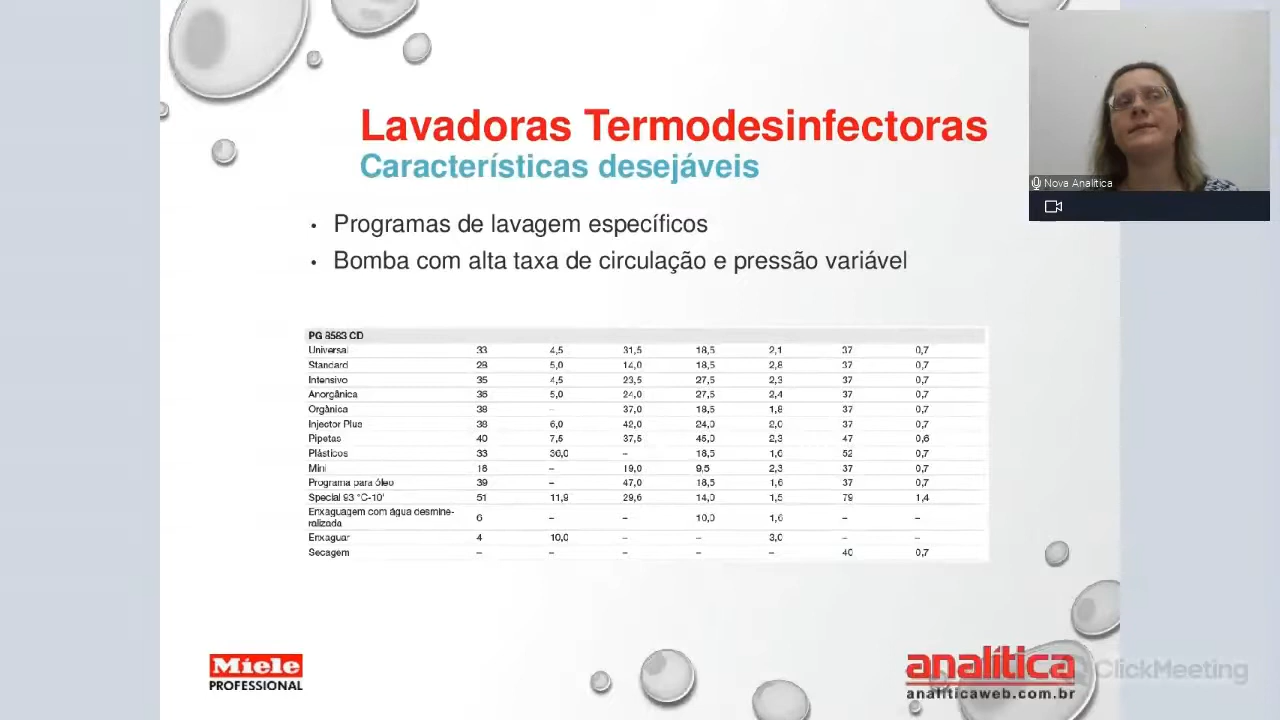 Lavadoras Termodesinfectoras
Características desejáveis
Nova Analitica
• Programas de lavagem específicos
• Bomba com alta taxa de circulação e pressão variável
PG 8583 CD
Universal 33 4,5 31,5 18,5 2,1 37 0,7
Standard 28 5,0 14,0 18,5 2,8 37 0,7
Intensivo 35 4,5 23,5 27,5 2,3 37 0,7
Anorgânica 36 5,0 24,0 27,5 2,4 37 0,7
Orgânica 38 – 37,0 18,5 1,8 37 0,7
Injector Plus 38 6,0 42,0 24,0 2,0 37 0,7
Pipetas 40 7,5 37,5 45,0 2,3 47 0,6
Plásticos 33 36,0 – 18,5 1,6 52 0,7
Mini 16 – 19,0 9,5 2,3 37 0,7
Programa para óleo 39 – 47,0 18,5 1,6 37 0,7
Special 93 °C-10' 51 11,9 29,6 14,0 1,5 79 1,4
Enxaguagem com água desmine-
ralizada 6 – – 10,0 1,6 – –
Enxaguar 4 10,0 – – 3,0 – –
Secagem – – – – – 40 0,7
Miele
PROFESSIONAL
analítica
analiticaweb.com.br
ClickMeeting